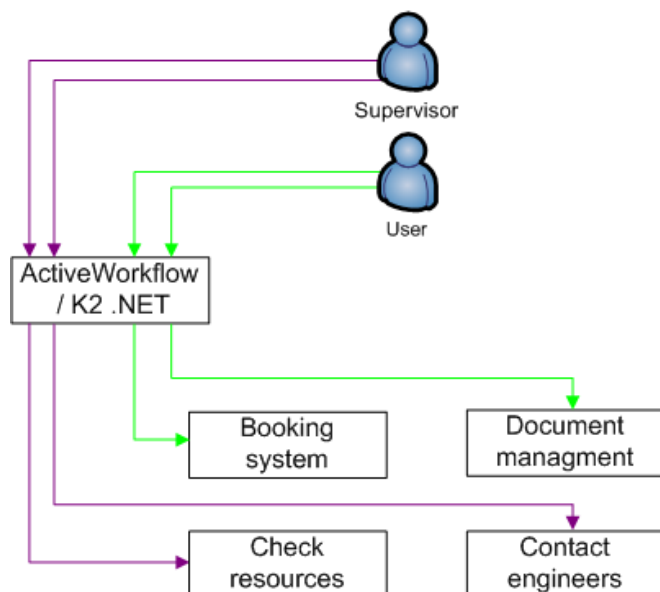 Supervisor
User
ActiveWorkflow
/ K2 .NET
Booking
system
Document
managment
Check
resources
Contact
engineers